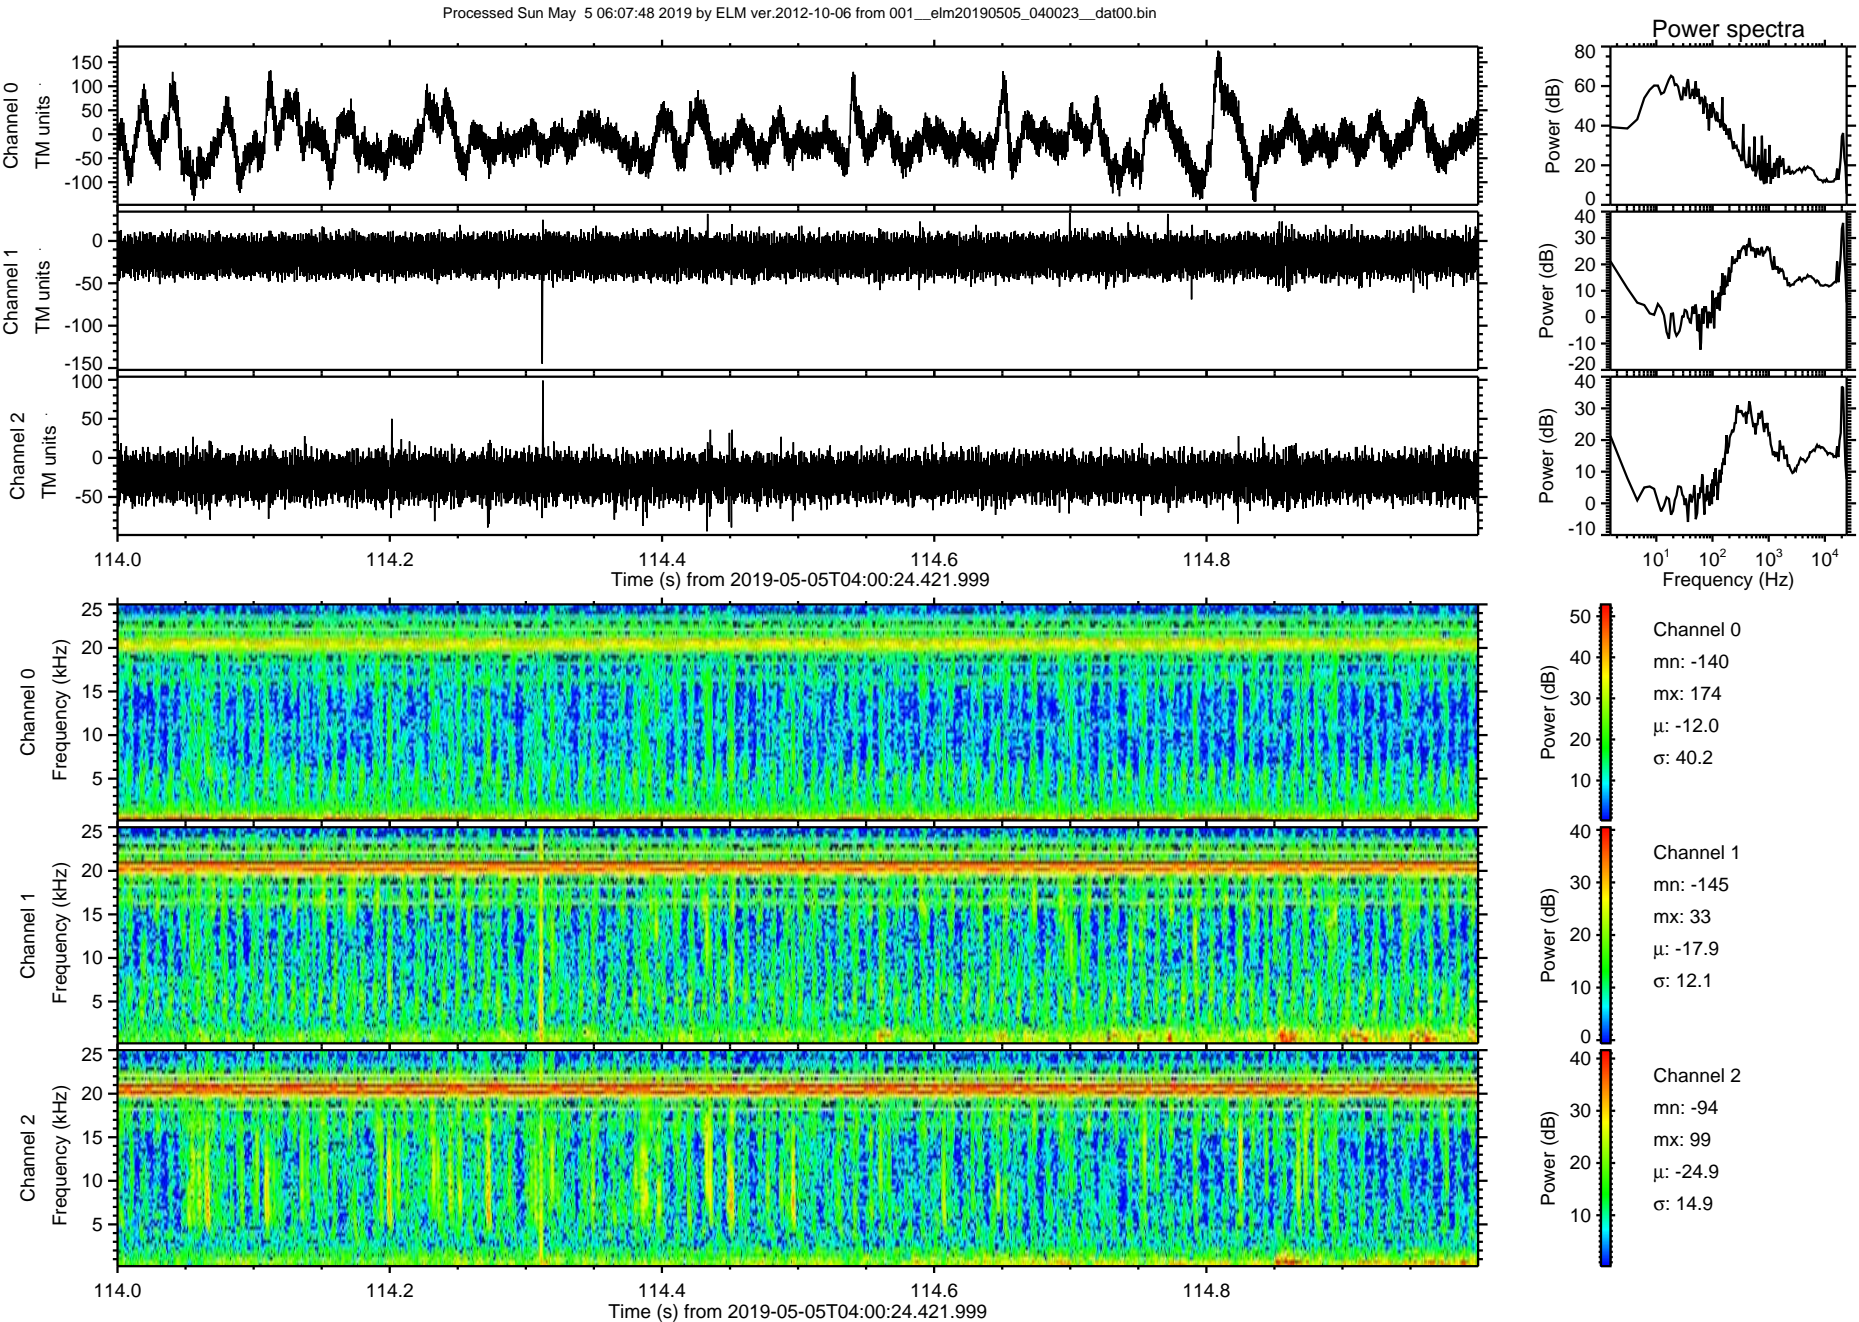 Processed Sun May  5 06:07:48 2019 by ELM ver.2012-10-06 from 001__elm20190505_040023__dat00.bin
Power spectra
Channel 0
TM units
150
100
50
0
-50
-100
Power (dB)
80
60
40
20
0
Channel 1
TM units
0
-50
-100
-150
Power (dB)
40
30
20
10
0
-10
-20
Channel 2
TM units
100
50
0
-50
Power (dB)
40
30
20
10
0
-10
114.0 114.2 114.4 114.6 114.8
Time (s) from 2019-05-05T04:00:24.421.999
10¹ 10² 10³ 10⁴
Frequency (Hz)
Channel 0
Frequency (kHz)
25
20
15
10
5
Power (dB)
50
40
30
20
10
Channel 0
mn: -140
mx: 174
μ: -12.0
σ: 40.2
Channel 1
Frequency (kHz)
25
20
15
10
5
Power (dB)
40
30
20
10
0
Channel 1
mn: -145
mx: 33
μ: -17.9
σ: 12.1
Channel 2
Frequency (kHz)
25
20
15
10
5
Power (dB)
40
30
20
10
Channel 2
mn: -94
mx: 99
μ: -24.9
σ: 14.9
114.0 114.2 114.4 114.6 114.8
Time (s) from 2019-05-05T04:00:24.421.999